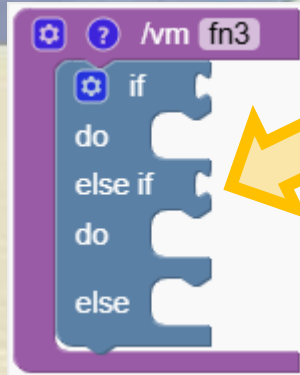 ? /vm fn3
if
do
else if
do
else